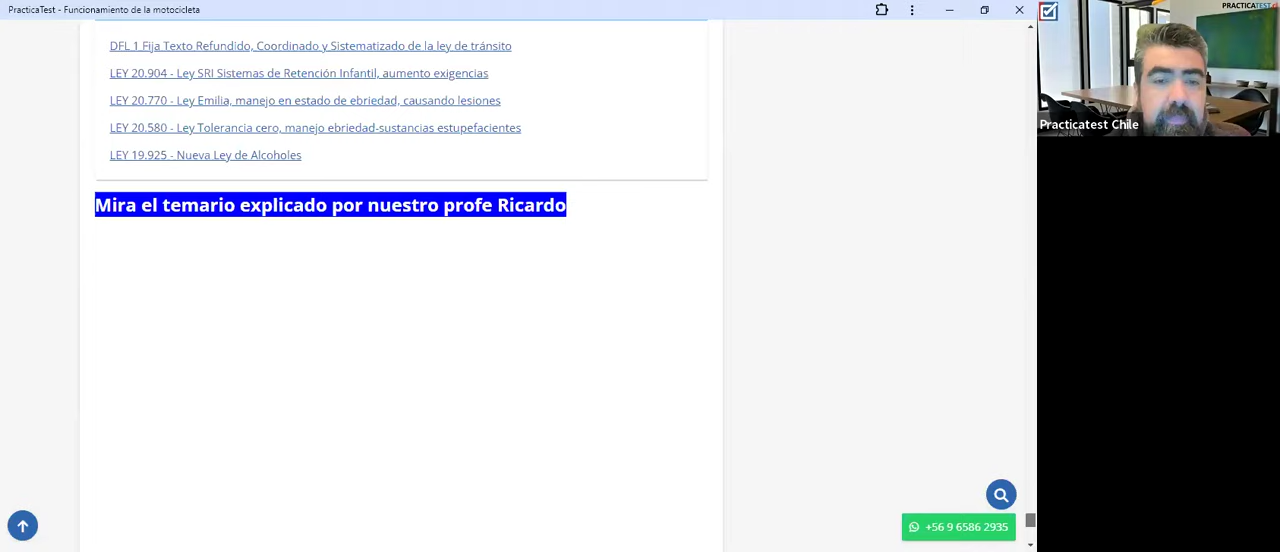 PracticaTest - Funcionamiento de la motocicleta
DFL 1 Fija Texto Refundido, Coordinado y Sistematizado de la ley de tránsito
LEY 20.904 - Ley SRI Sistemas de Retención Infantil, aumento exigencias
LEY 20.770 - Ley Emilia, manejo en estado de ebriedad, causando lesiones
LEY 20.580 - Ley Tolerancia cero, manejo ebriedad-sustancias estupefacientes
LEY 19.925 - Nueva Ley de Alcoholes
Mira el temario explicado por nuestro profe Ricardo
+56 9 6586 2935
PRACTICATEST
Practicatest Chile